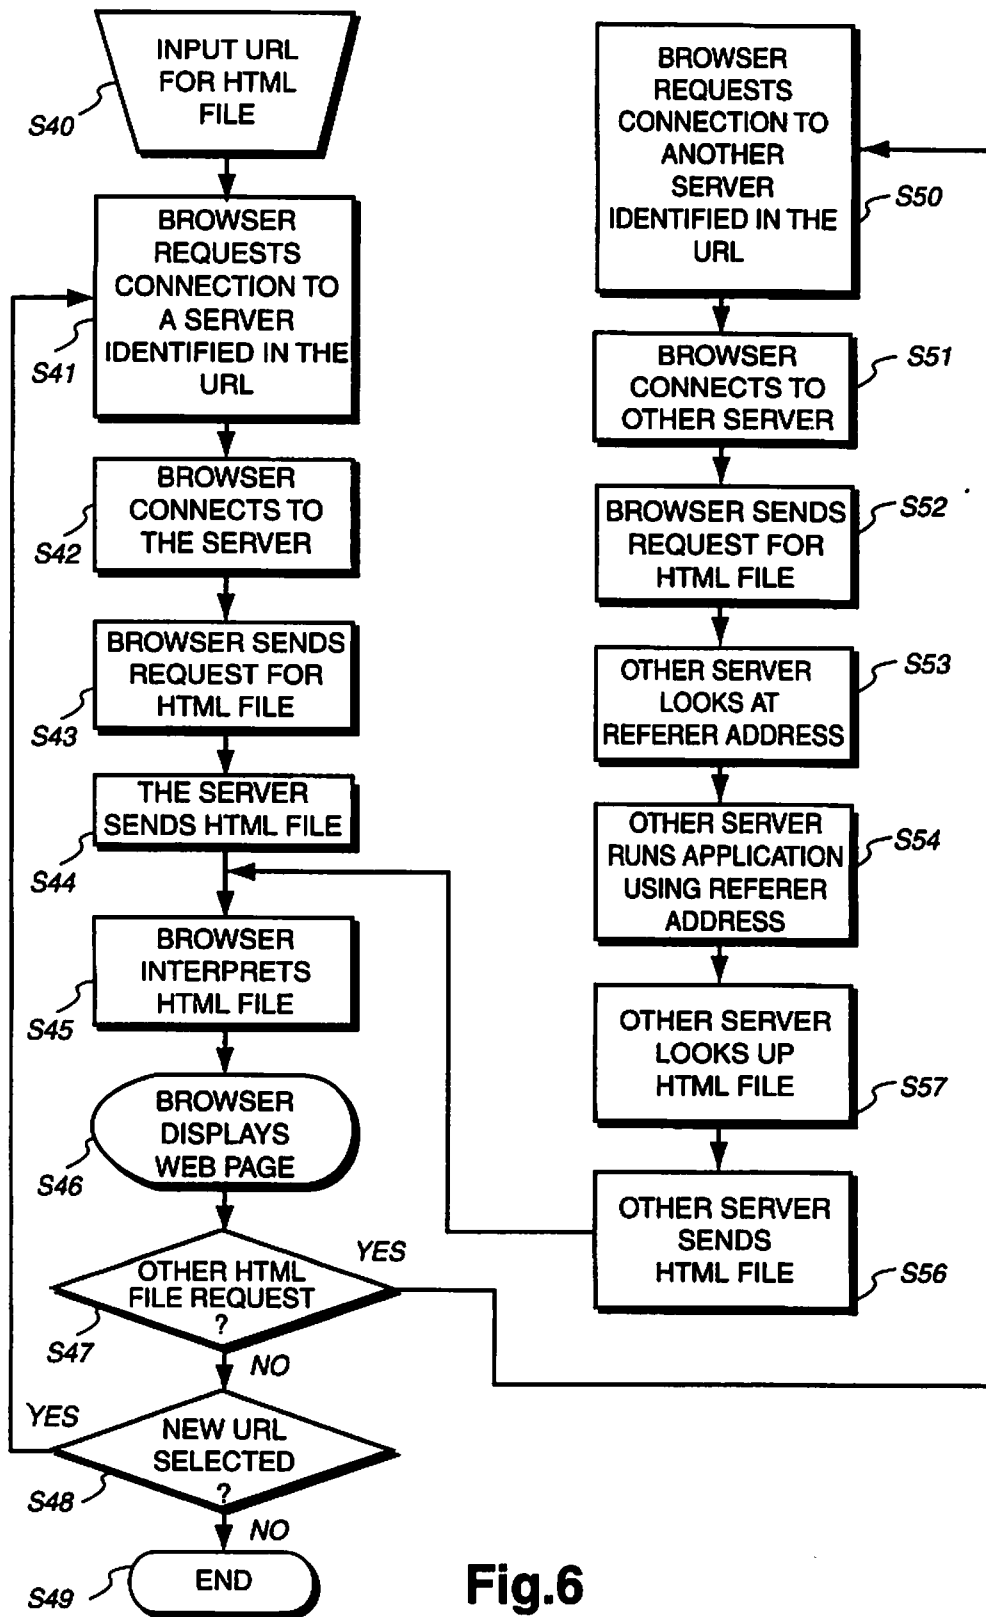 INPUT URL
FOR HTML
FILE
S40
BROWSER
REQUESTS
CONNECTION TO
A SERVER
IDENTIFIED IN THE
URL
S41
BROWSER
CONNECTS TO
THE SERVER
S42
BROWSER SENDS
REQUEST FOR
HTML FILE
S43
THE SERVER
SENDS HTML FILE
S44
BROWSER
INTERPRETS
HTML FILE
S45
BROWSER
DISPLAYS
WEB PAGE
S46
OTHER HTML
FILE REQUEST
?
S47
YES
NO
NEW URL
SELECTED
?
S48
YES
NO
END
S49
BROWSER
REQUESTS
CONNECTION TO
ANOTHER
SERVER
IDENTIFIED IN THE
URL
S50
BROWSER
CONNECTS TO
OTHER SERVER
S51
BROWSER SENDS
REQUEST FOR
HTML FILE
S52
OTHER SERVER
LOOKS AT
REFERER ADDRESS
S53
OTHER SERVER
RUNS APPLICATION
USING REFERER
ADDRESS
S54
OTHER SERVER
LOOKS UP
HTML FILE
S57
OTHER SERVER
SENDS
HTML FILE
S56
Fig.6